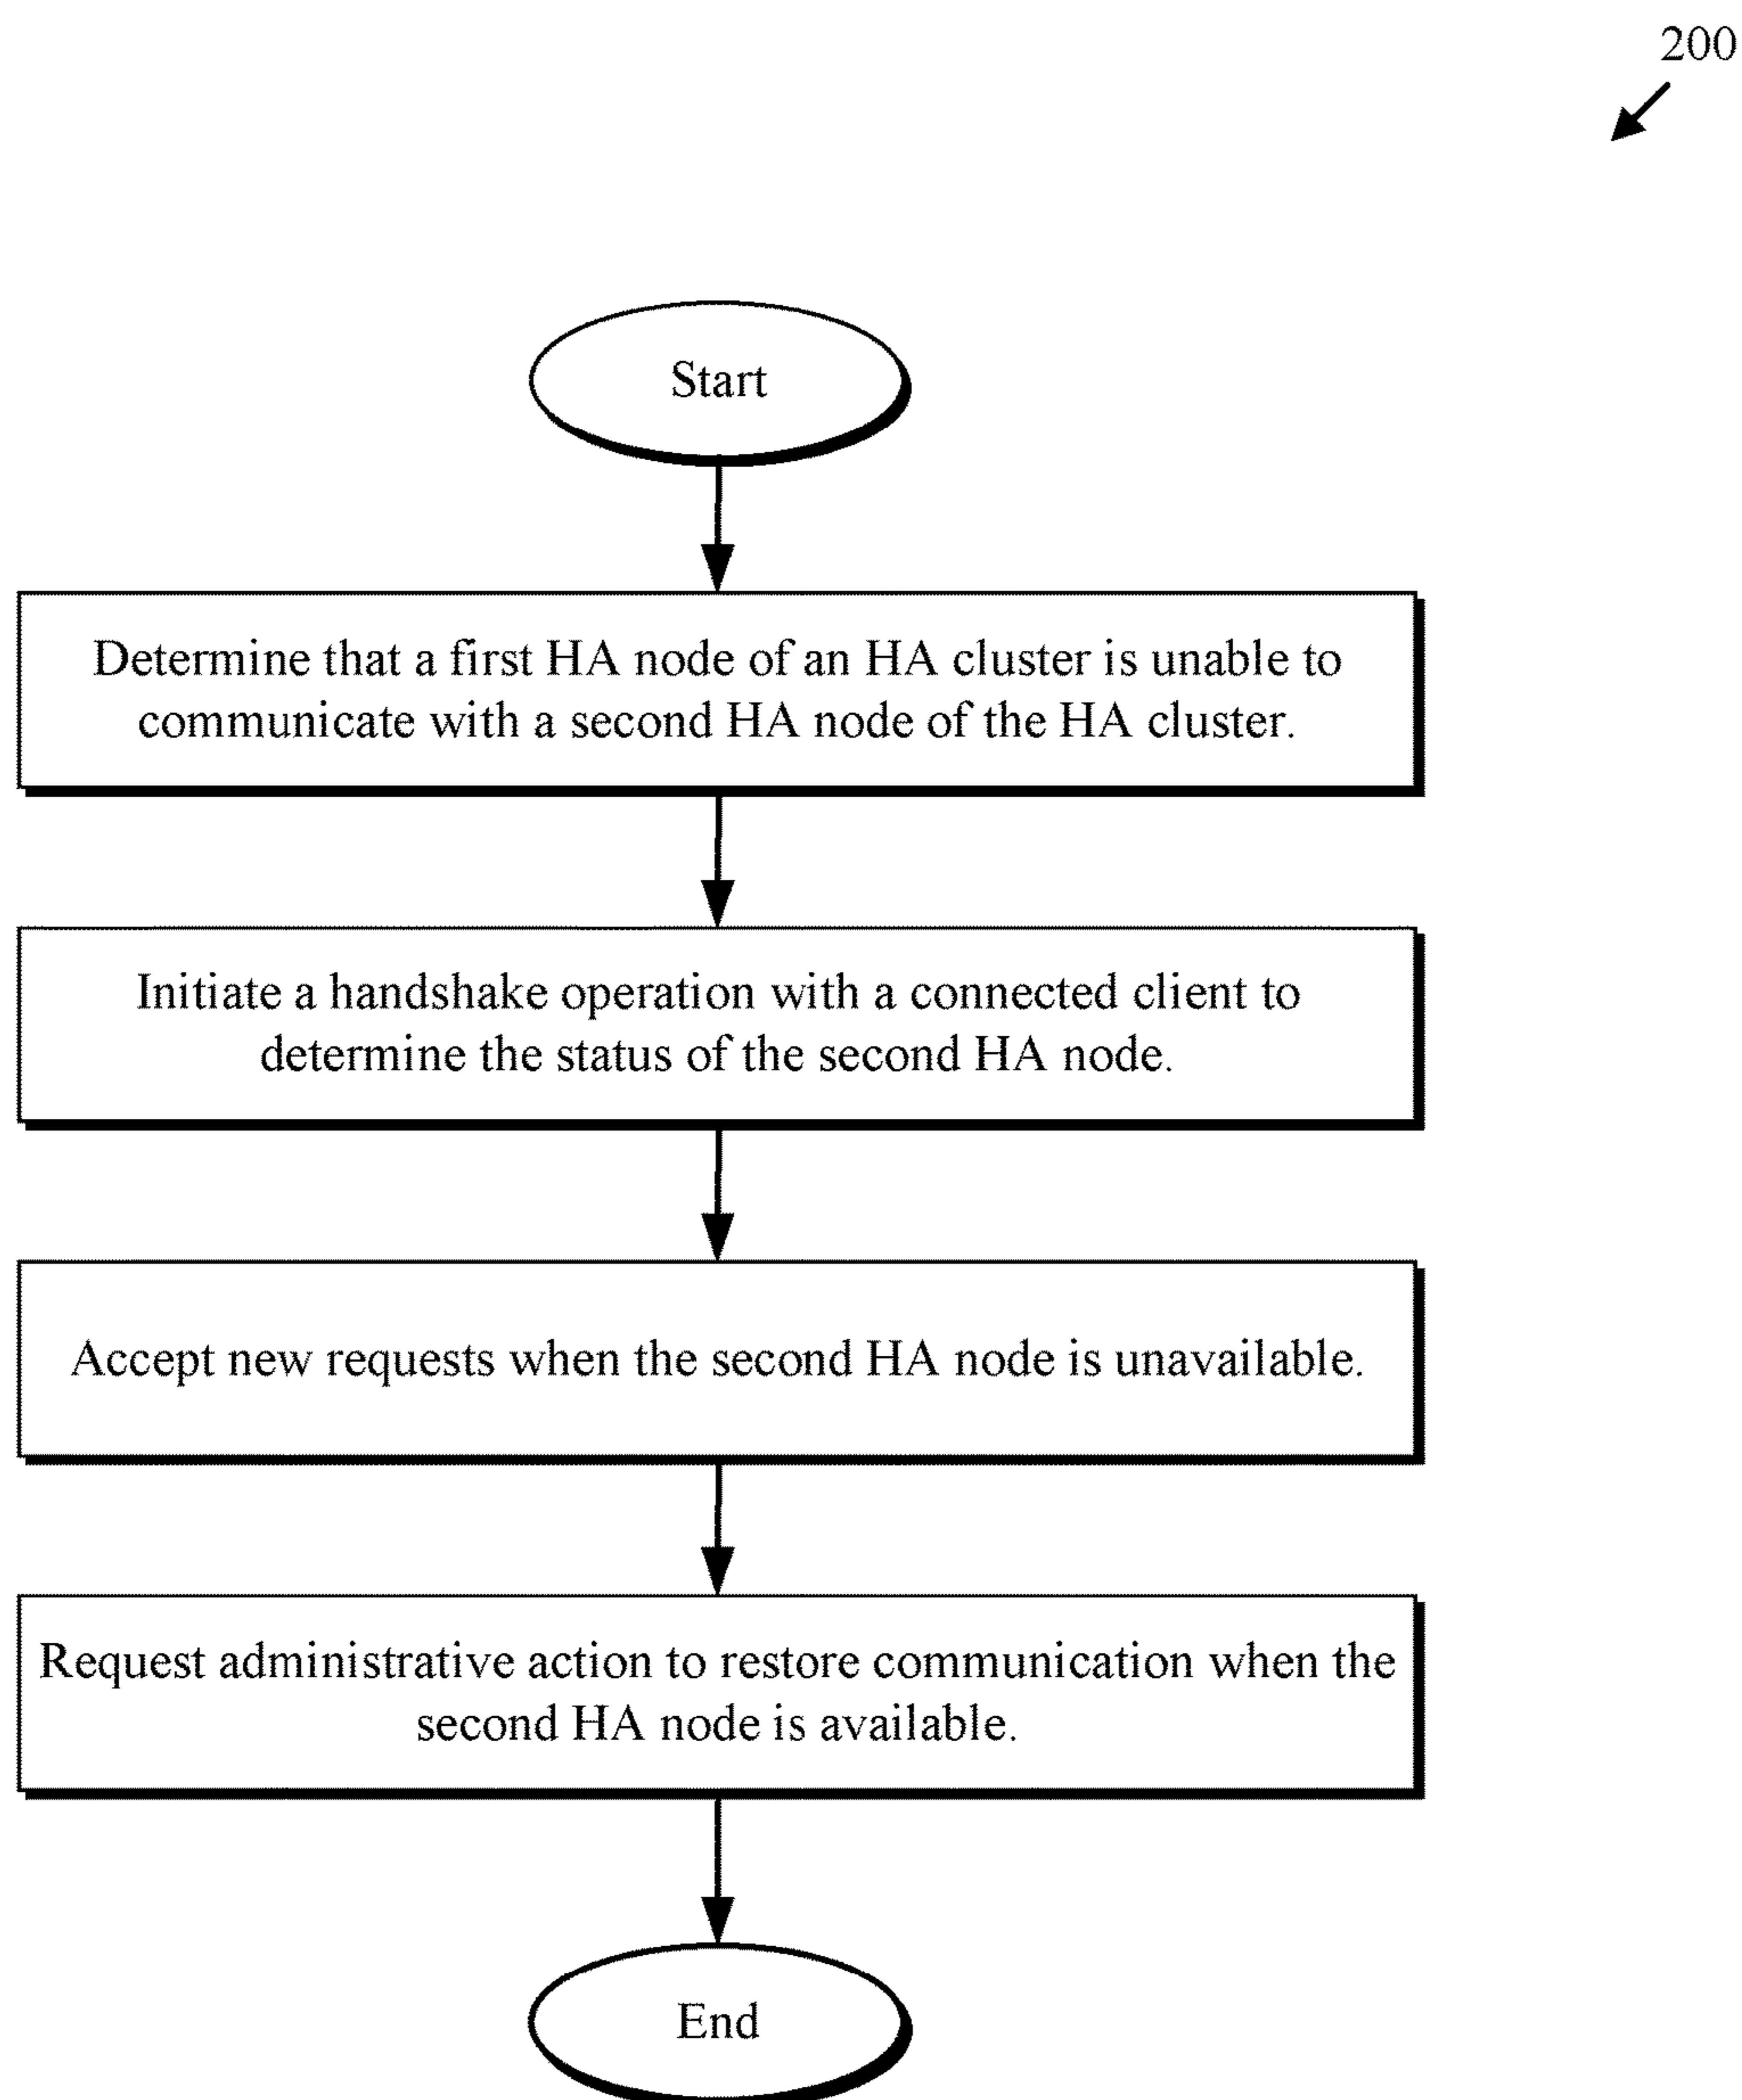 200
Start
Determine that a first HA node of an HA cluster is unable to
communicate with a second HA node of the HA cluster.
Initiate a handshake operation with a connected client to
determine the status of the second HA node.
Accept new requests when the second HA node is unavailable.
Request administrative action to restore communication when the
second HA node is available.
End